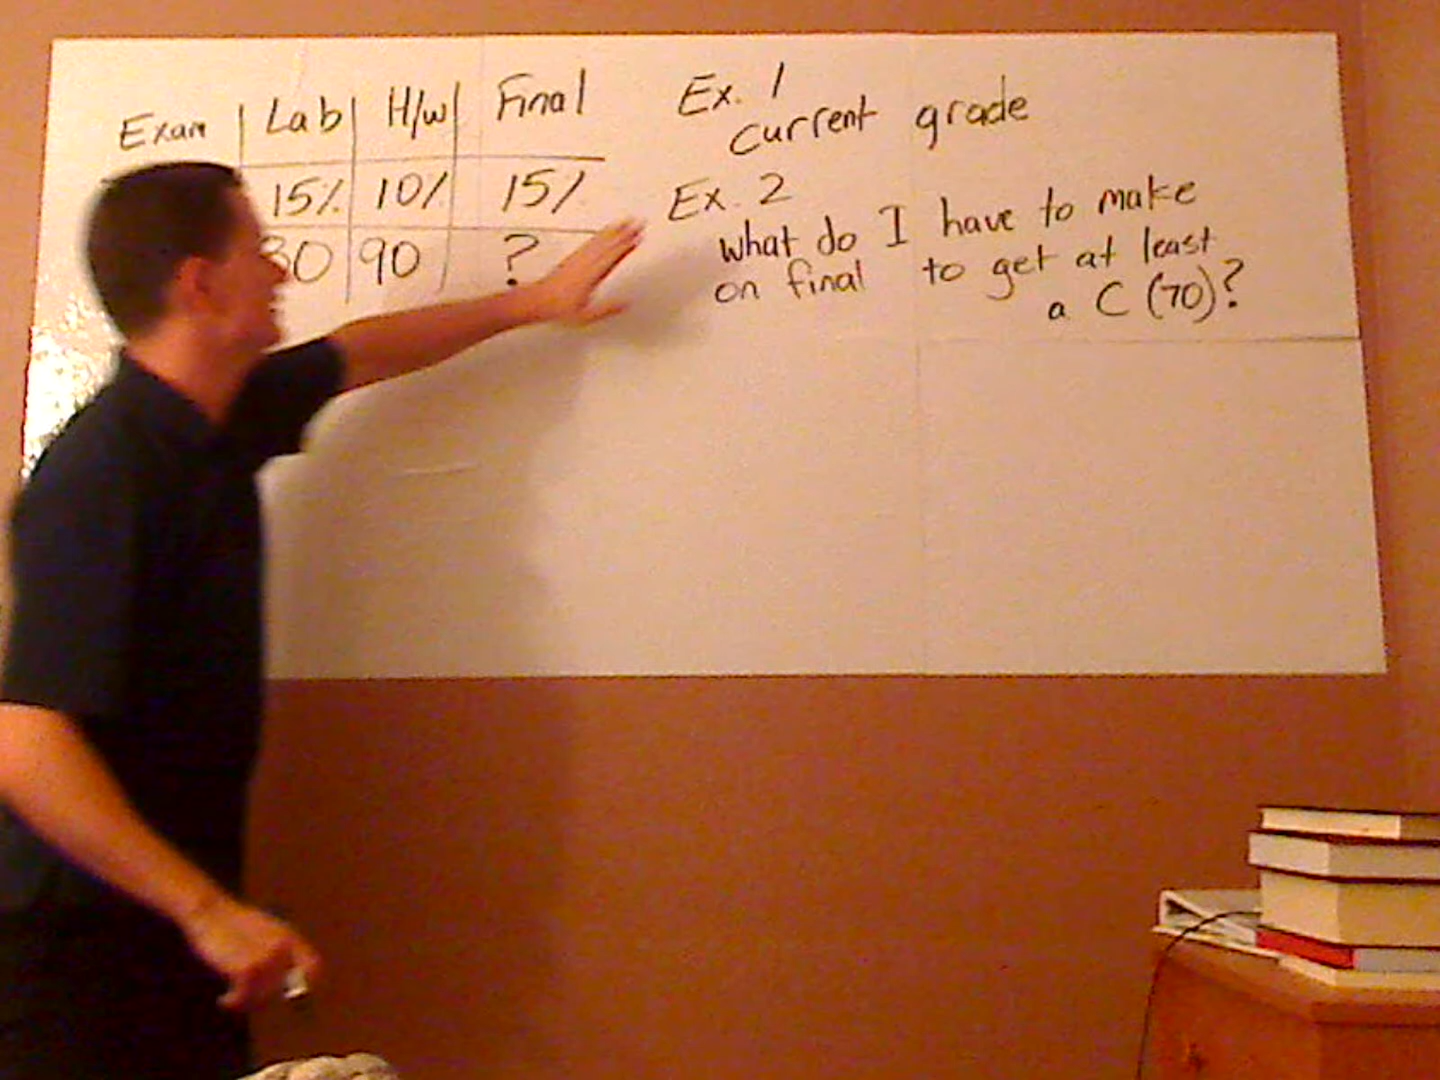 Exam | Lab | H/w | Final
15% 10% 15%
80 90 ?
Ex. 1
current grade
Ex. 2
what do I have to make
on final to get at least
a C (70)?